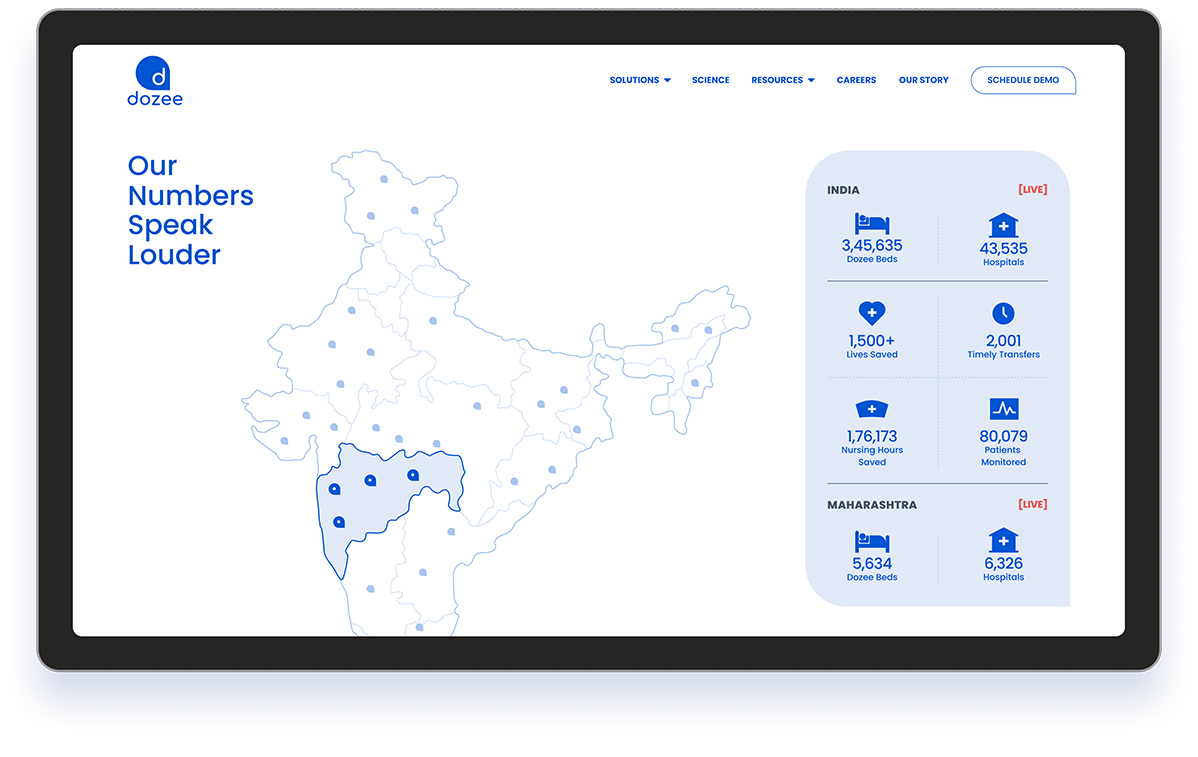 d
dozee
SOLUTIONS
SCIENCE
RESOURCES
CAREERS
OUR STORY
SCHEDULE DEMO
Our
Numbers
Speak
Louder
INDIA
[LIVE]
3,45,635
Dozee Beds
43,535
Hospitals
1,500+
Lives Saved
2,001
Timely Transfers
1,76,173
Nursing Hours
Saved
80,079
Patients
Monitored
MAHARASHTRA
[LIVE]
5,634
Dozee Beds
6,326
Hospitals